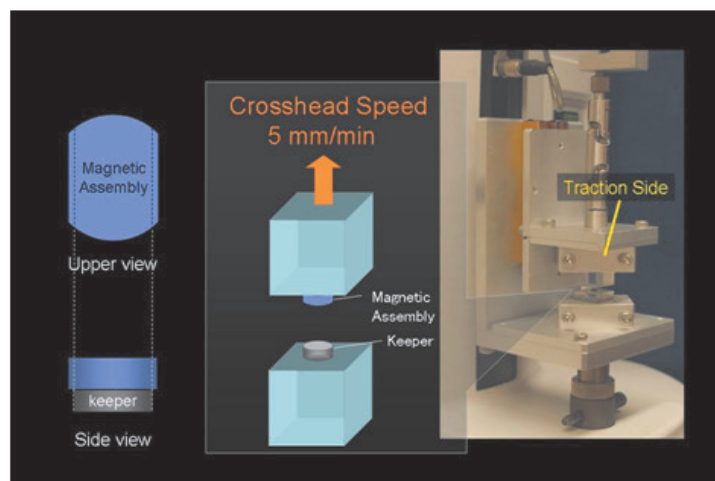 Magnetic
Assembly
Upper view
keeper
Side view
Crosshead Speed
5 mm/min
Magnetic
Assembly
Keeper
Traction Side